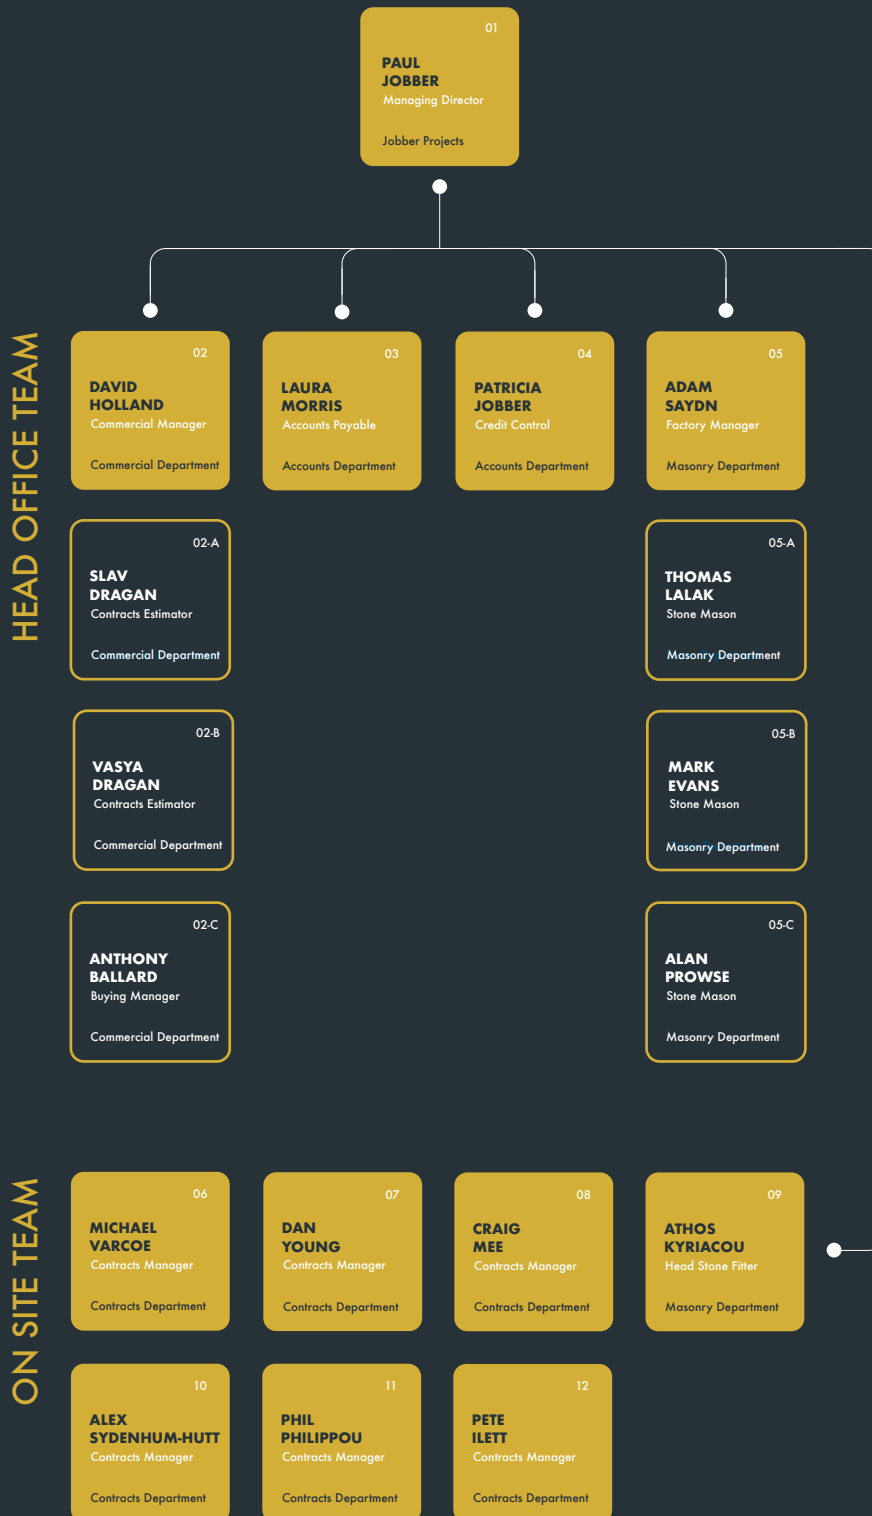 01
PAUL
JOBBER
Managing Director
Jobber Projects
HEAD OFFICE TEAM
02
DAVID
HOLLAND
Commercial Manager
Commercial Department
03
LAURA
MORRIS
Accounts Payable
Accounts Department
04
PATRICIA
JOBBER
Credit Control
Accounts Department
05
ADAM
SAYDN
Factory Manager
Masonry Department
02-A
SLAV
DRAGAN
Contracts Estimator
Commercial Department
05-A
THOMAS
LALAK
Stone Mason
Masonry Department
02-B
VASYA
DRAGAN
Contracts Estimator
Commercial Department
05-B
MARK
EVANS
Stone Mason
Masonry Department
02-C
ANTHONY
BALLARD
Buying Manager
Commercial Department
05-C
ALAN
PROWSE
Stone Mason
Masonry Department
ON SITE TEAM
06
MICHAEL
VARCOE
Contracts Manager
Contracts Department
07
DAN
YOUNG
Contracts Manager
Contracts Department
08
CRAIG
MEE
Contracts Manager
Contracts Department
09
ATHOS
KYRIACOU
Head Stone Fitter
Masonry Department
10
ALEX
SYDENHUM-HUTT
Contracts Manager
Contracts Department
11
PHIL
PHILIPPOU
Contracts Manager
Contracts Department
12
PETE
ILETT
Contracts Manager
Contracts Department